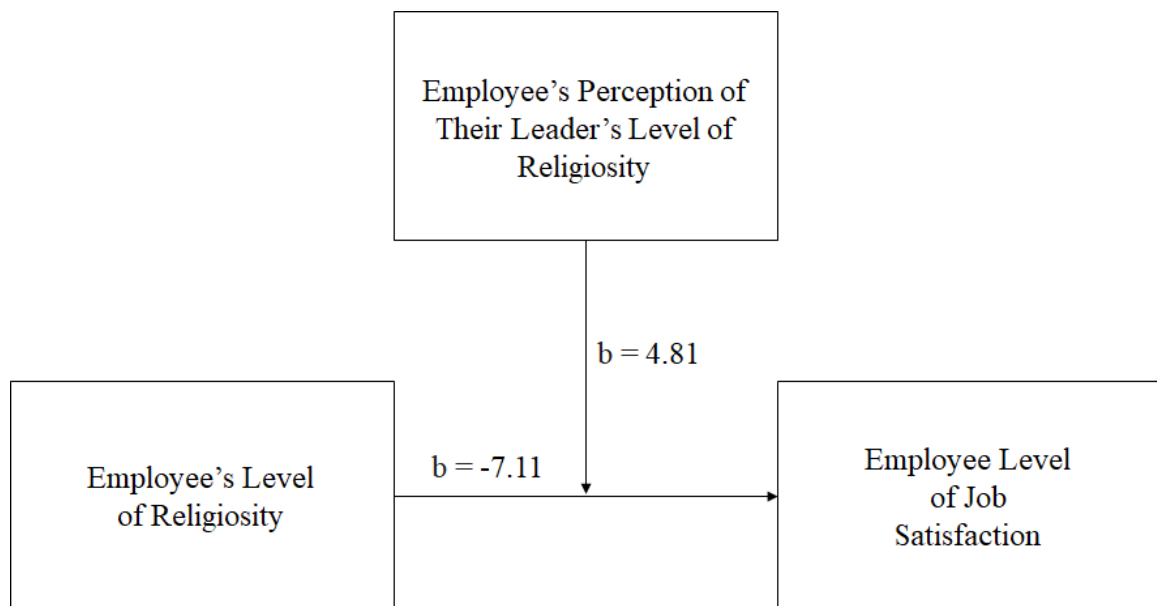 Employee’s Perception of
Their Leader’s Level of
Religiosity
b = 4.81
Employee’s Level
of Religiosity
b = -7.11
Employee Level
of Job
Satisfaction